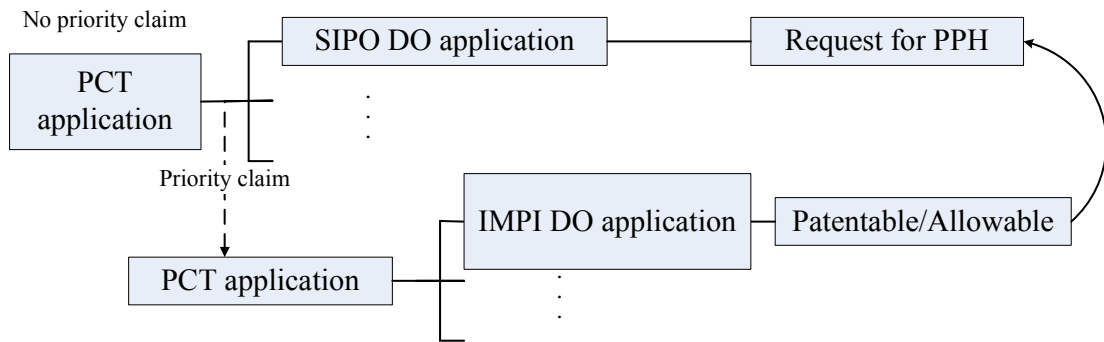 No priority claim
PCT
application
SIPO DO application
Request for PPH
Priority claim
IMPI DO application
Patentable/Allowable
PCT application